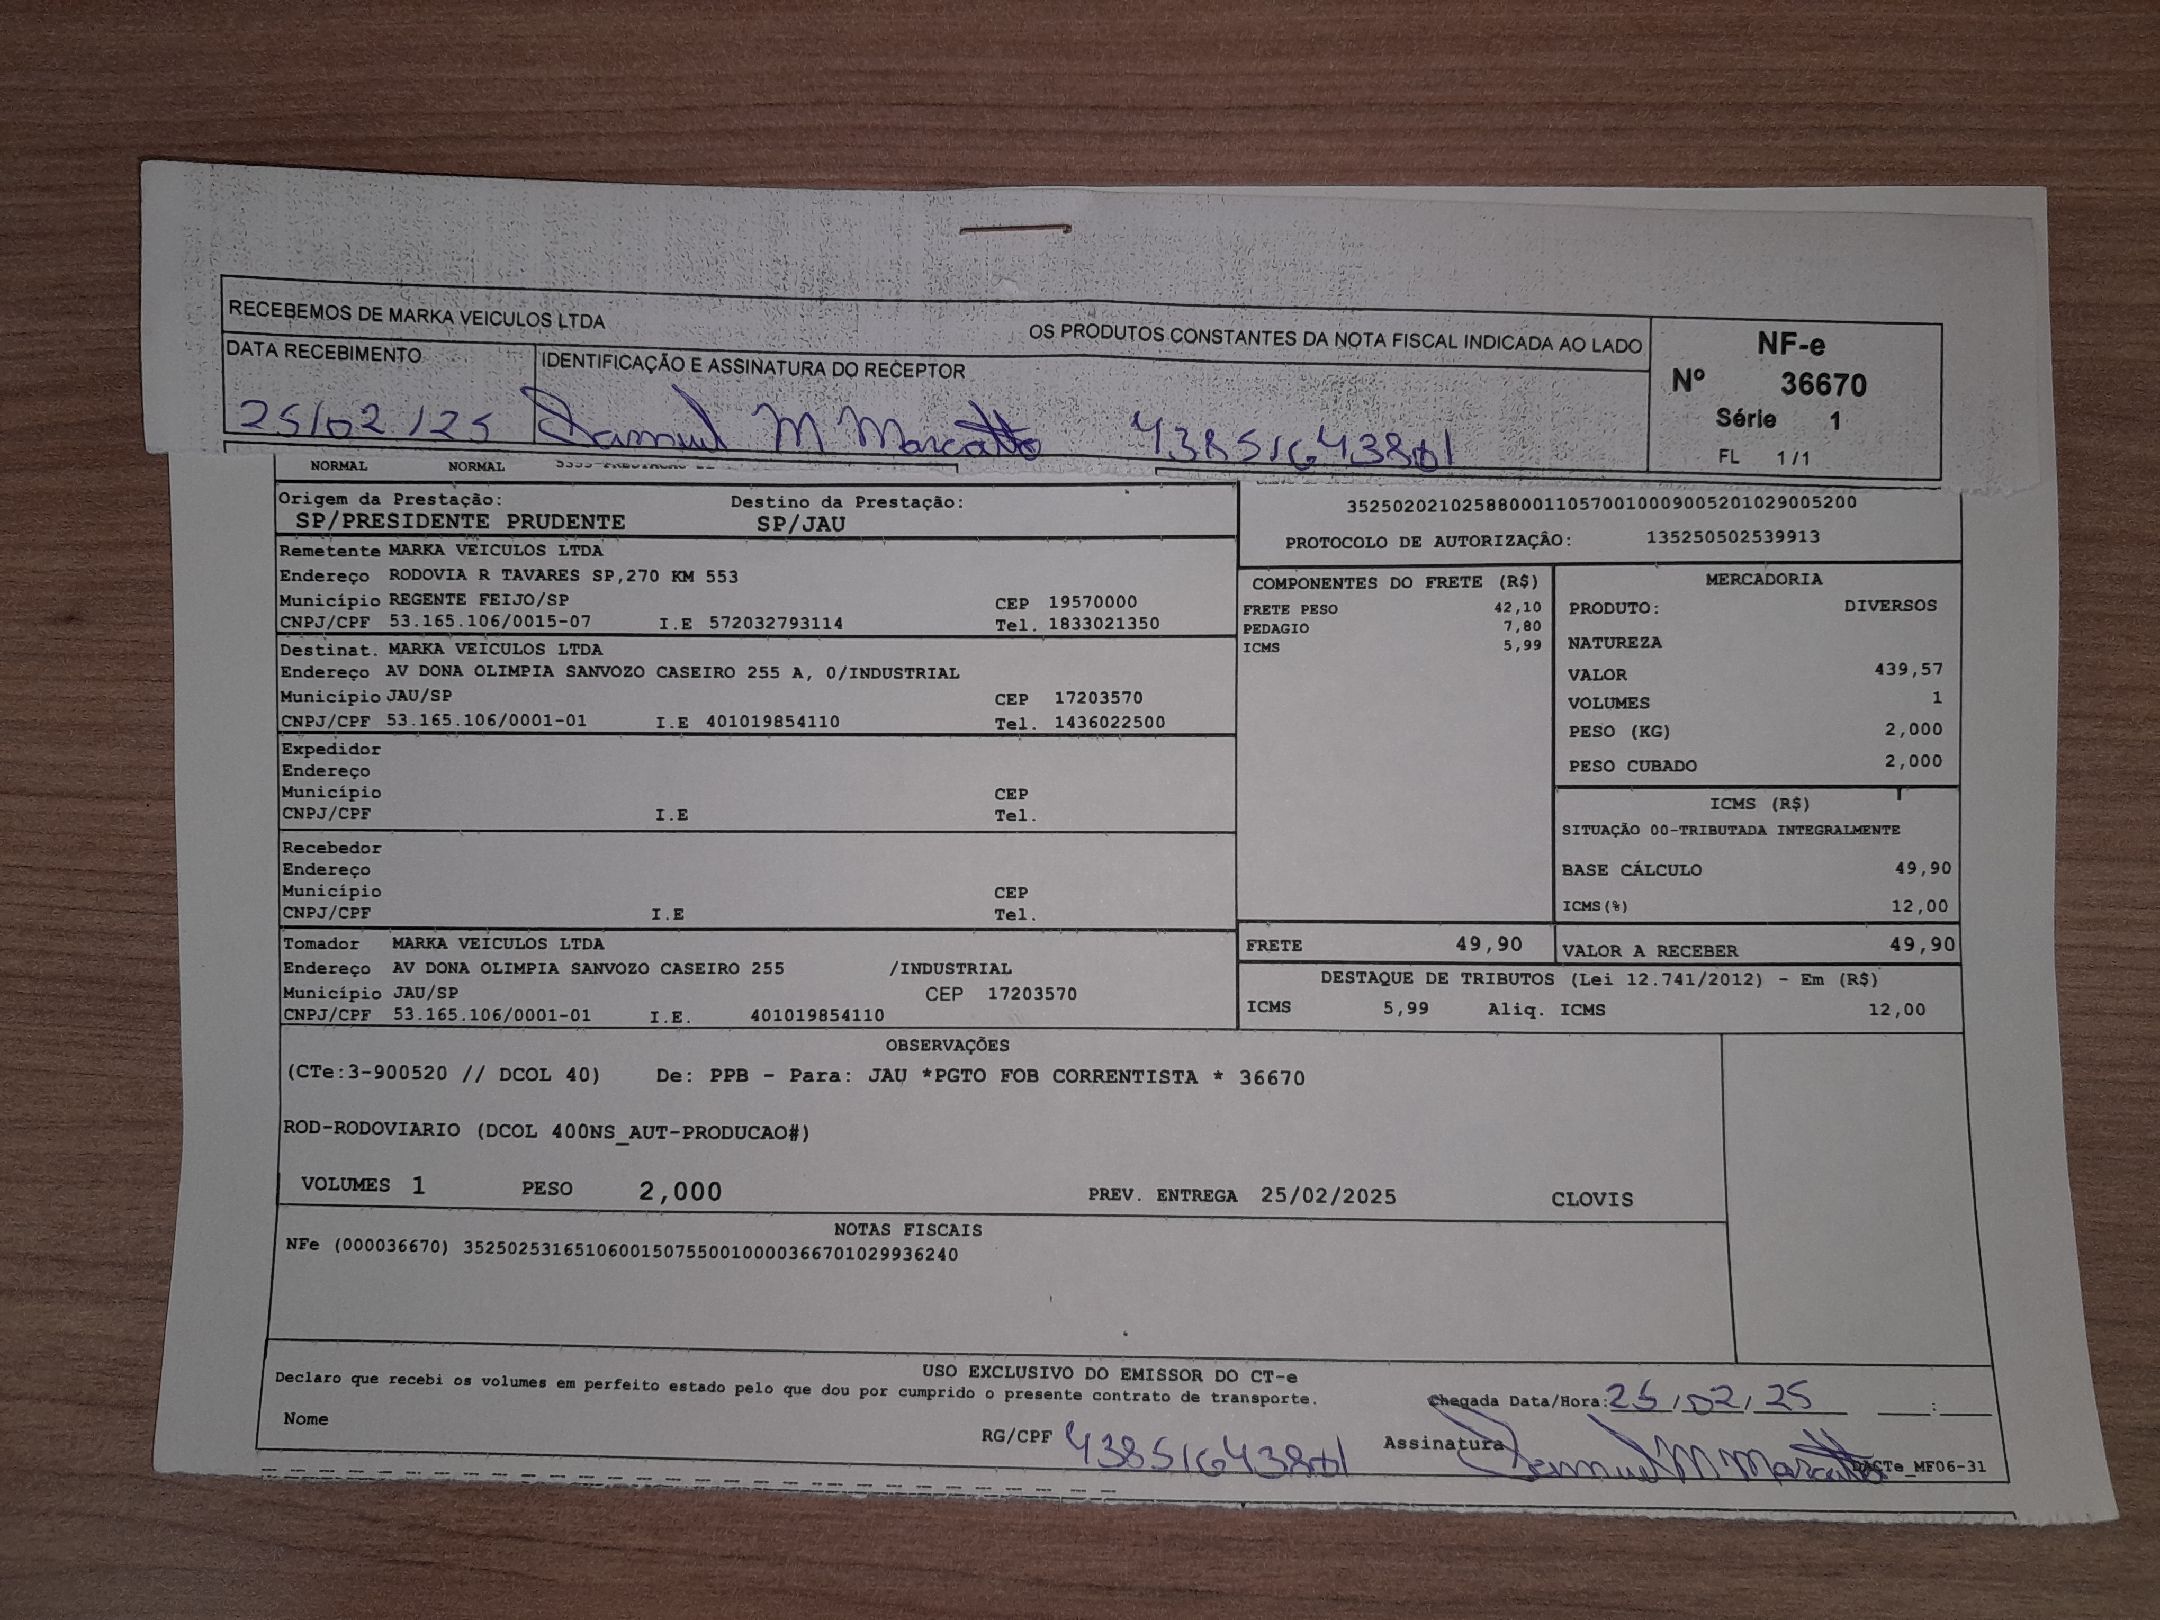 RECEBEMOS DE MARKA VEICULOS LTDA OS PRODUTOS CONSTANTES DA NOTA FISCAL INDICADA AO LADO
NF-e
Nº 36670
Série 1
FL 1/1
DATA RECEBIMENTO IDENTIFICAÇÃO E ASSINATURA DO RECEPTOR
25/02/25 Samuel M Marcatto
NORMAL NORMAL
Origem da Prestação: Destino da Prestação:
SP/PRESIDENTE PRUDENTE SP/JAU
35250202102588000110570010009005201029005200
PROTOCOLO DE AUTORIZAÇÃO: 135250502539913
Remetente MARKA VEICULOS LTDA
Endereço RODOVIA R TAVARES SP,270 KM 553
Município REGENTE FEIJO/SP CEP 19570000
CNPJ/CPF 53.165.106/0015-07 I.E 572032793114 Tel. 1833021350
Destinat. MARKA VEICULOS LTDA
Endereço AV DONA OLIMPIA SANVOZO CASEIRO 255 A, 0/INDUSTRIAL
Município JAU/SP CEP 17203570
CNPJ/CPF 53.165.106/0001-01 I.E 401019854110 Tel. 1436022500
Expedidor
Endereço
Município CEP
CNPJ/CPF I.E Tel.
Recebedor
Endereço
Município CEP
CNPJ/CPF I.E Tel.
Tomador MARKA VEICULOS LTDA
Endereço AV DONA OLIMPIA SANVOZO CASEIRO 255 /INDUSTRIAL
Município JAU/SP CEP 17203570
CNPJ/CPF 53.165.106/0001-01 I.E. 401019854110
COMPONENTES DO FRETE (R$)
FRETE PESO 42,10
PEDAGIO 7,80
ICMS 5,99
FRETE 49,90
MERCADORIA
PRODUTO: DIVERSOS
NATUREZA
VALOR 439,57
VOLUMES 1
PESO (KG) 2,000
PESO CUBADO 2,000
ICMS (R$)
SITUAÇÃO 00-TRIBUTADA INTEGRALMENTE
BASE CÁLCULO 49,90
ICMS(%) 12,00
VALOR A RECEBER 49,90
DESTAQUE DE TRIBUTOS (Lei 12.741/2012) - Em (R$)
ICMS 5,99 Aliq. ICMS 12,00
OBSERVAÇÕES
(CTe:3-900520 // DCOL 40) De: PPB - Para: JAU *PGTO FOB CORRENTISTA * 36670
ROD-RODOVIARIO (DCOL 400NS_AUT-PRODUCAO#)
VOLUMES 1 PESO 2,000 PREV. ENTREGA 25/02/2025 CLOVIS
NOTAS FISCAIS
NFe (000036670) 35250253165106001507550010000366701029936240
USO EXCLUSIVO DO EMISSOR DO CT-e
Declaro que recebi os volumes em perfeito estado pelo que dou por cumprido o presente contrato de transporte.
Chegada Data/Hora: 25/02/25 :
Nome
RG/CPF
Assinatura Samuel M Marcatto
DACTe_MF06-31